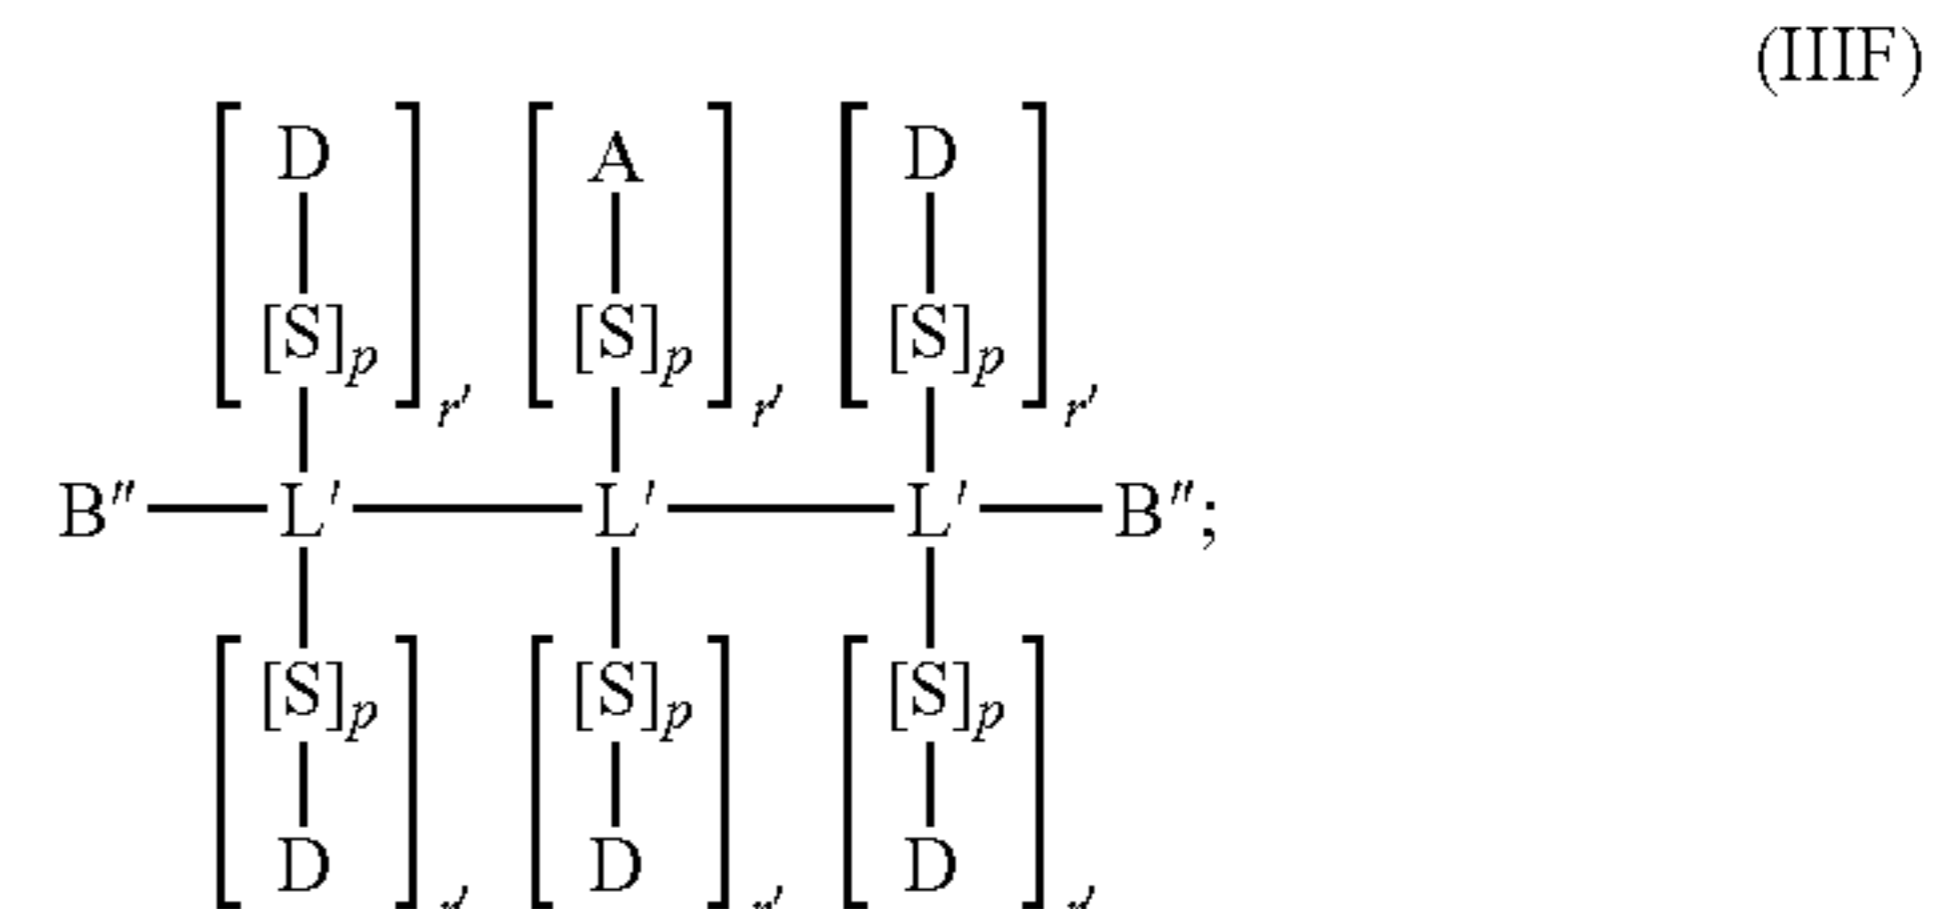 (IIIF)
D A D
[S]p [S]p [S]p
r' r' r'
B″ L' L' L' B″;
[S]p [S]p [S]p
D D D
r' r' r'